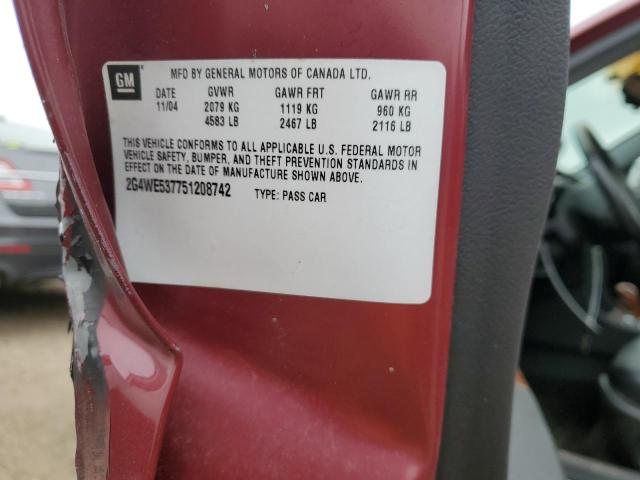 GM
MFD BY GENERAL MOTORS OF CANADA LTD.
DATE GVWR GAWR FRT GAWR RR
11/04 2079 KG 1119 KG 960 KG
4583 LB 2467 LB 2116 LB
THIS VEHICLE CONFORMS TO ALL APPLICABLE U.S. FEDERAL MOTOR
VEHICLE SAFETY, BUMPER, AND THEFT PREVENTION STANDARDS IN
EFFECT ON THE DATE OF MANUFACTURE SHOWN ABOVE.
2G4WE537751208742 TYPE: PASS CAR